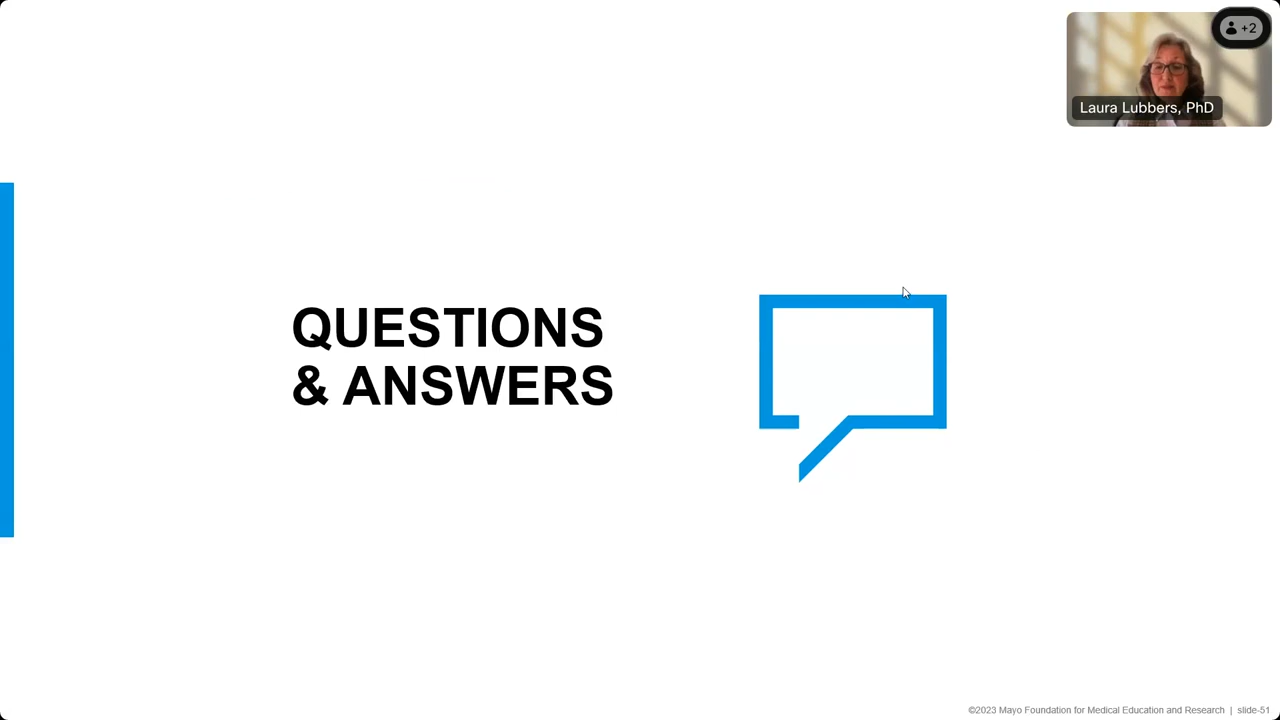 +2
Laura Lubbers, PhD
QUESTIONS
& ANSWERS
©2023 Mayo Foundation for Medical Education and Research | slide-51